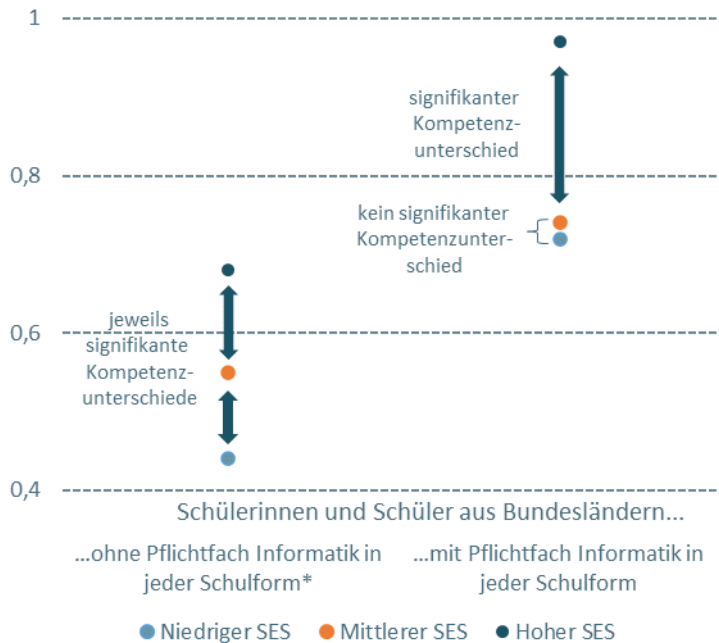 1
signifikanter
Kompetenz-
unterschied
0,8
kein signifikanter
Kompetenzunter-
schied
jeweils
signifikante
Kompetenz-
unterschiede
0,6
0,4
Schülerinnen und Schüler aus Bundesländern...
...ohne Pflichtfach Informatik in
jeder Schulform*
...mit Pflichtfach Informatik in
jeder Schulform
Niedriger SES
Mittlerer SES
Hoher SES